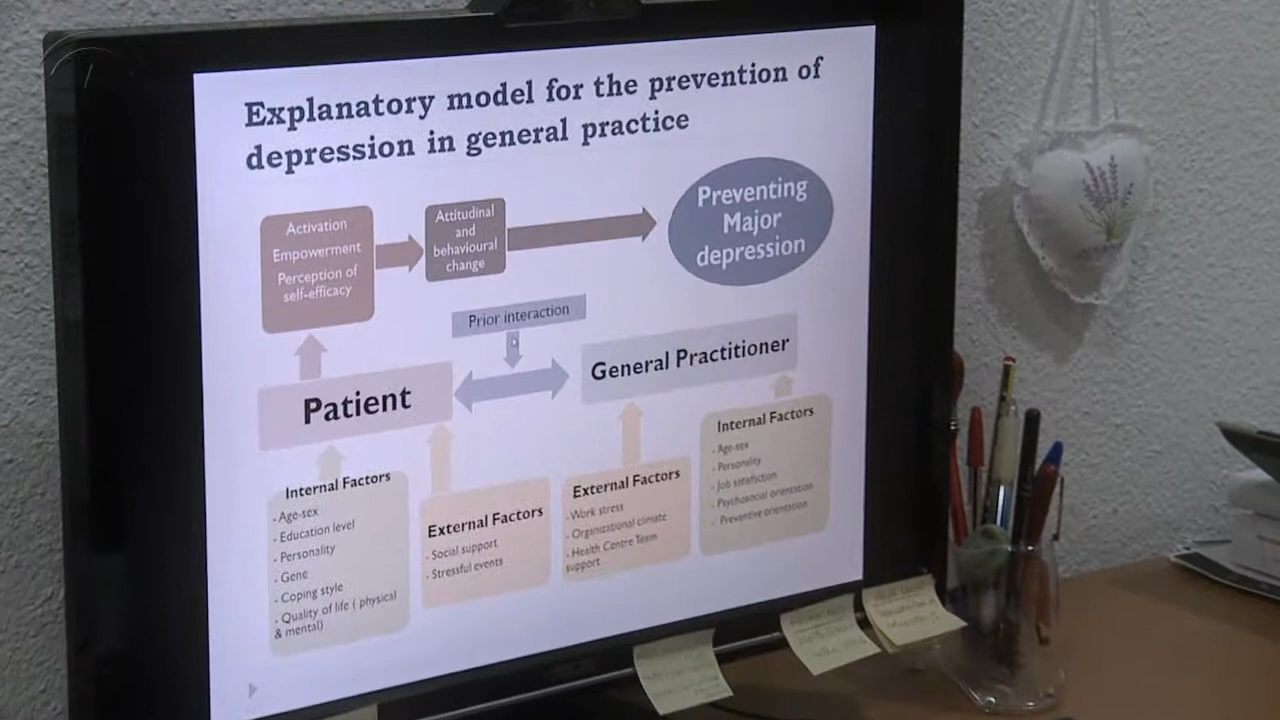 Explanatory model for the prevention of
depression in general practice
Activation
Empowerment
Perception of
self-efficacy
Attitudinal
and
behavioural
change
Preventing
Major
depression
Prior interaction
Patient
General Practitioner
Internal Factors
- Age-sex
- Education level
- Personality
- Gene
- Coping style
- Quality of life ( physical
& mental)
External Factors
- Social support
- Stressful events
External Factors
- Work stress
- Organizational climate
- Health Centre Team
support
Internal Factors
- Age-sex
- Personality
- Job satisfiction
- Psychosocial orientation
- Preventive orientation